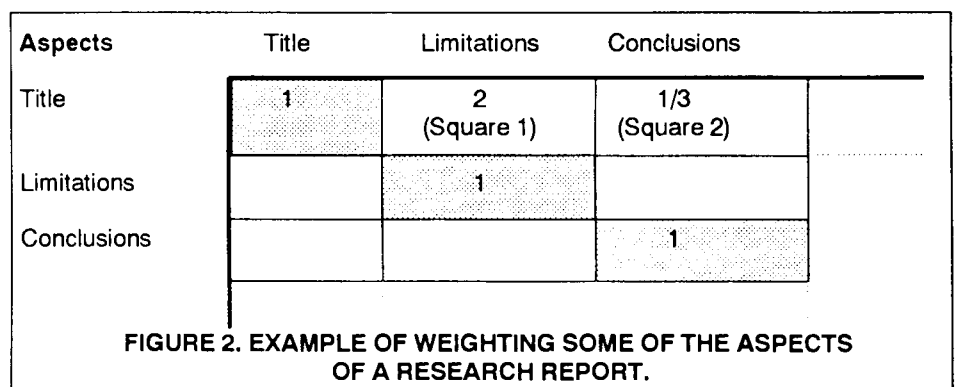 Aspects Title Limitations Conclusions
Title 1 2 1/3
(Square 1) (Square 2)
Limitations 1
Conclusions 1
FIGURE 2. EXAMPLE OF WEIGHTING SOME OF THE ASPECTS
OF A RESEARCH REPORT.